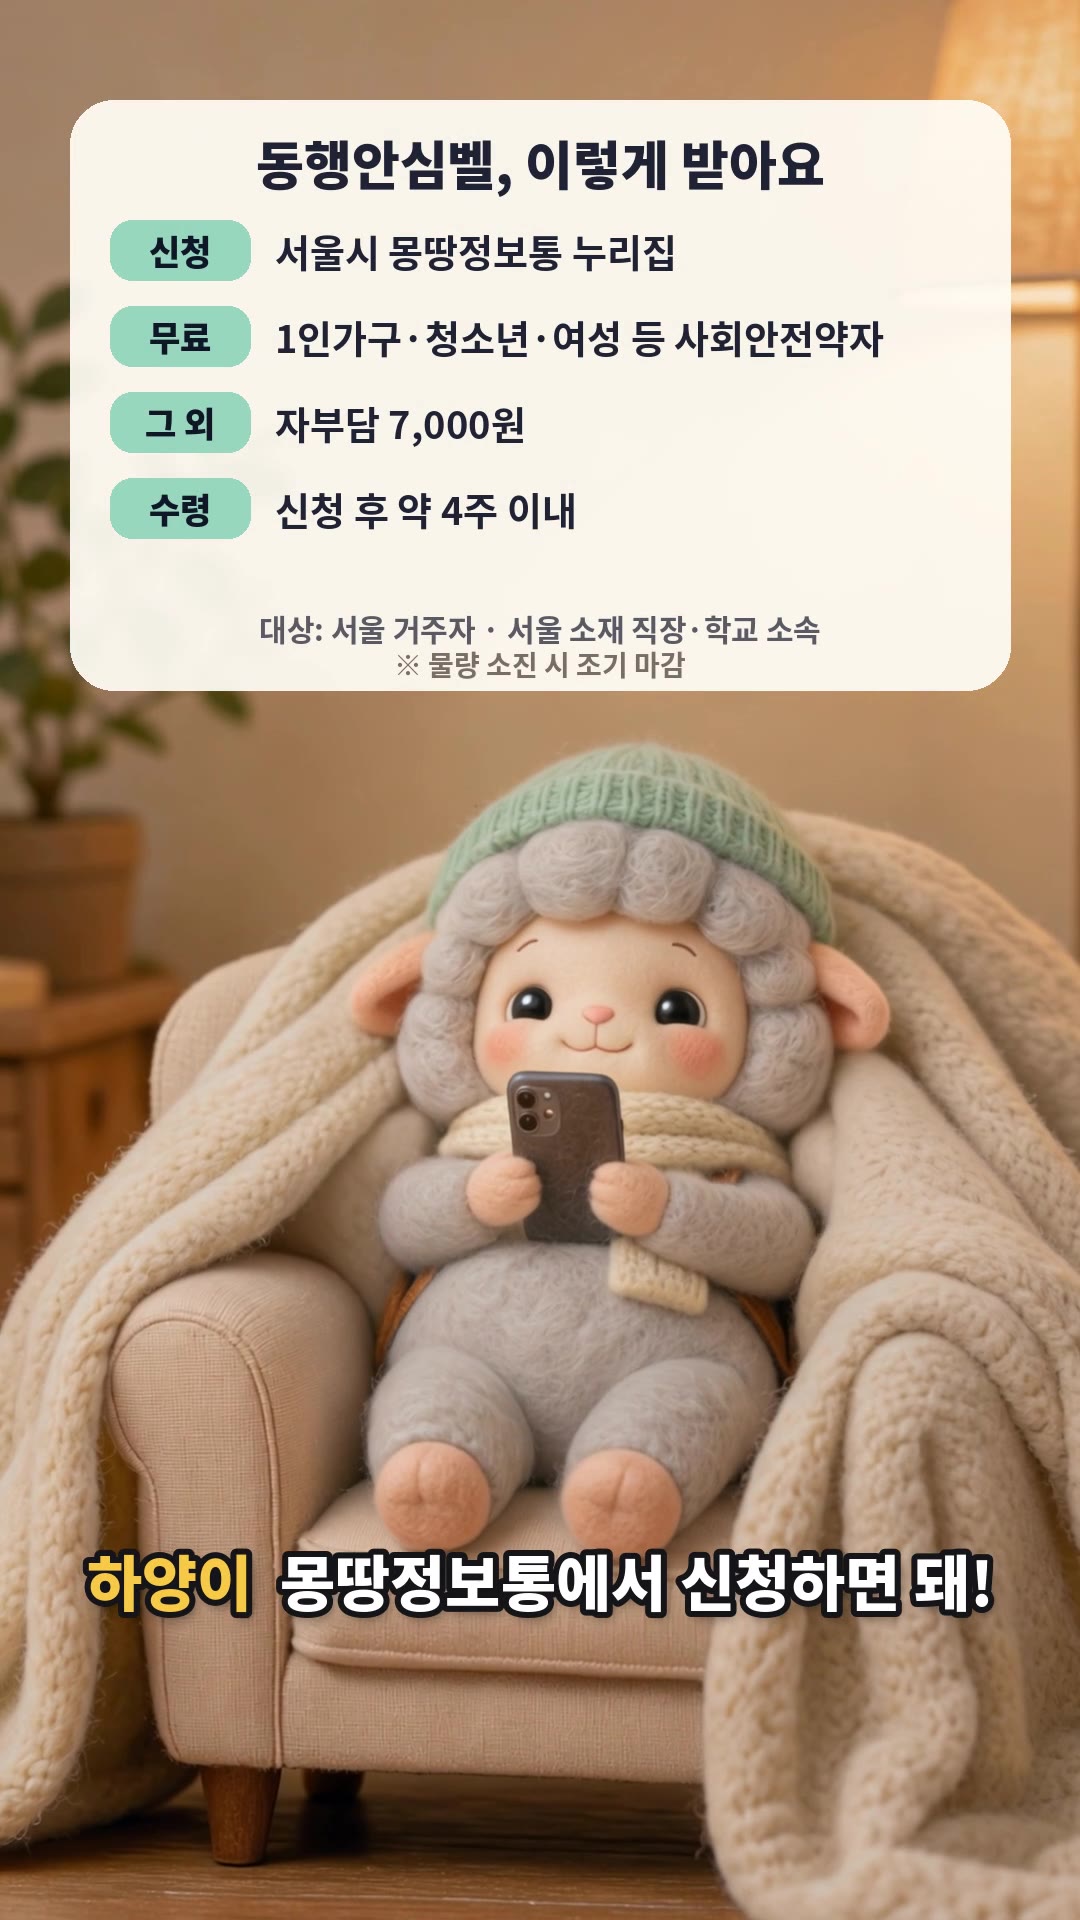 동행안심벨, 이렇게 받아요
신청 서울시 몽땅정보통 누리집
무료 1인가구·청소년·여성 등 사회안전약자
그 외 자부담 7,000원
수령 신청 후 약 4주 이내
대상: 서울 거주자 · 서울 소재 직장·학교 소속
※ 물량 소진 시 조기 마감
하양이 몽땅정보통에서 신청하면 돼!